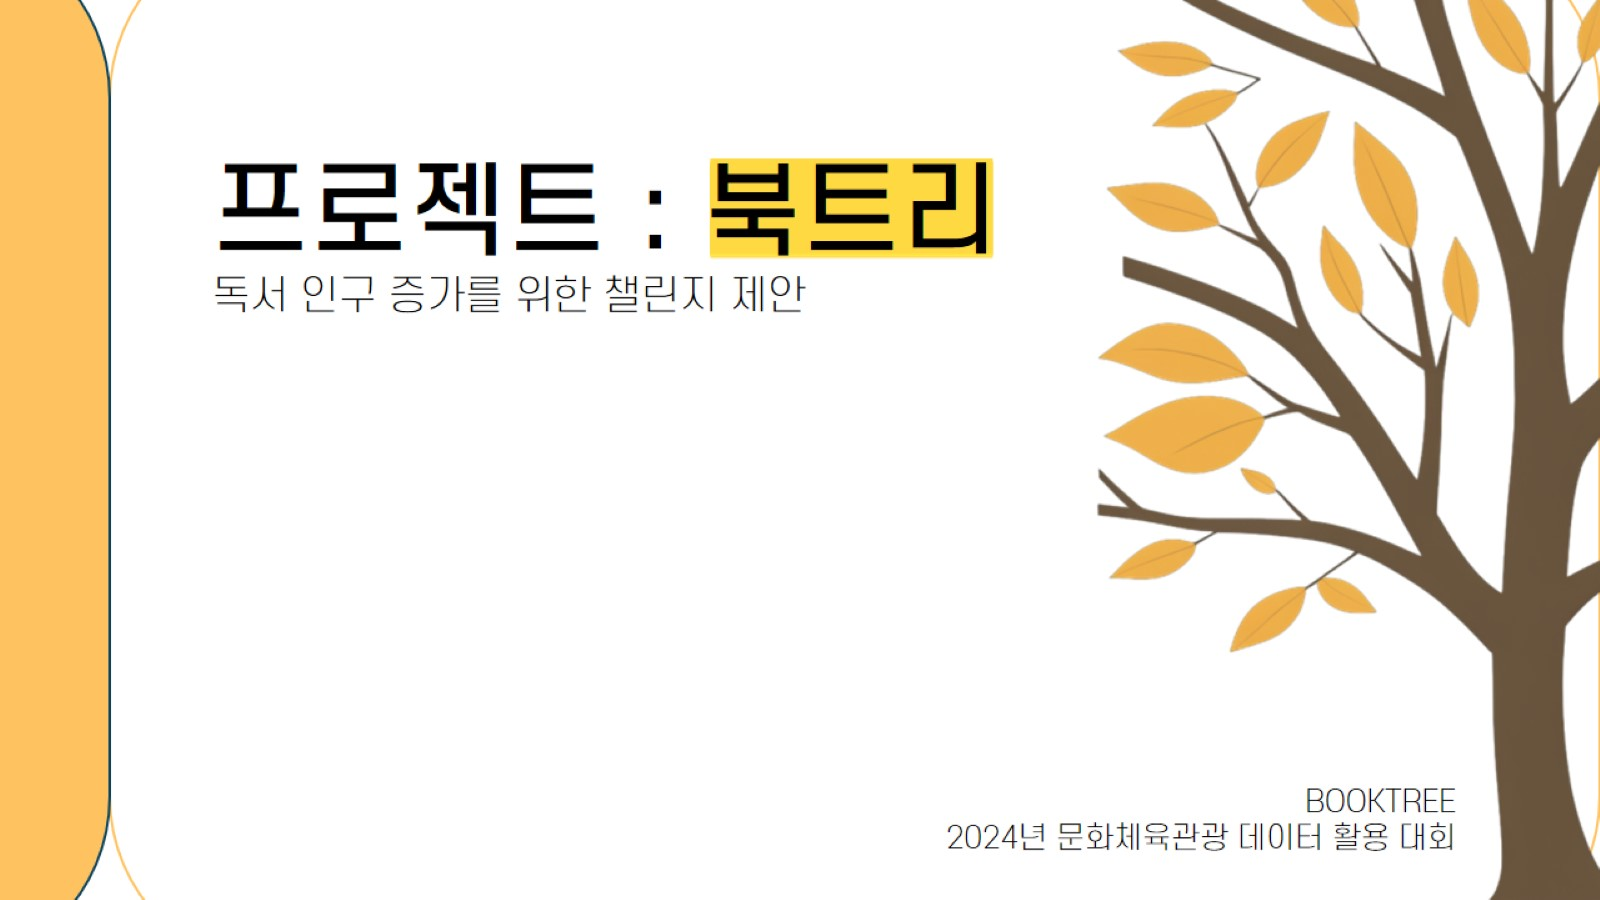 프로젝트 : 북트리
독서 인구 증가를 위한 챌린지 제안
BOOKTREE
2024년 문화체육관광 데이터 활용 대회